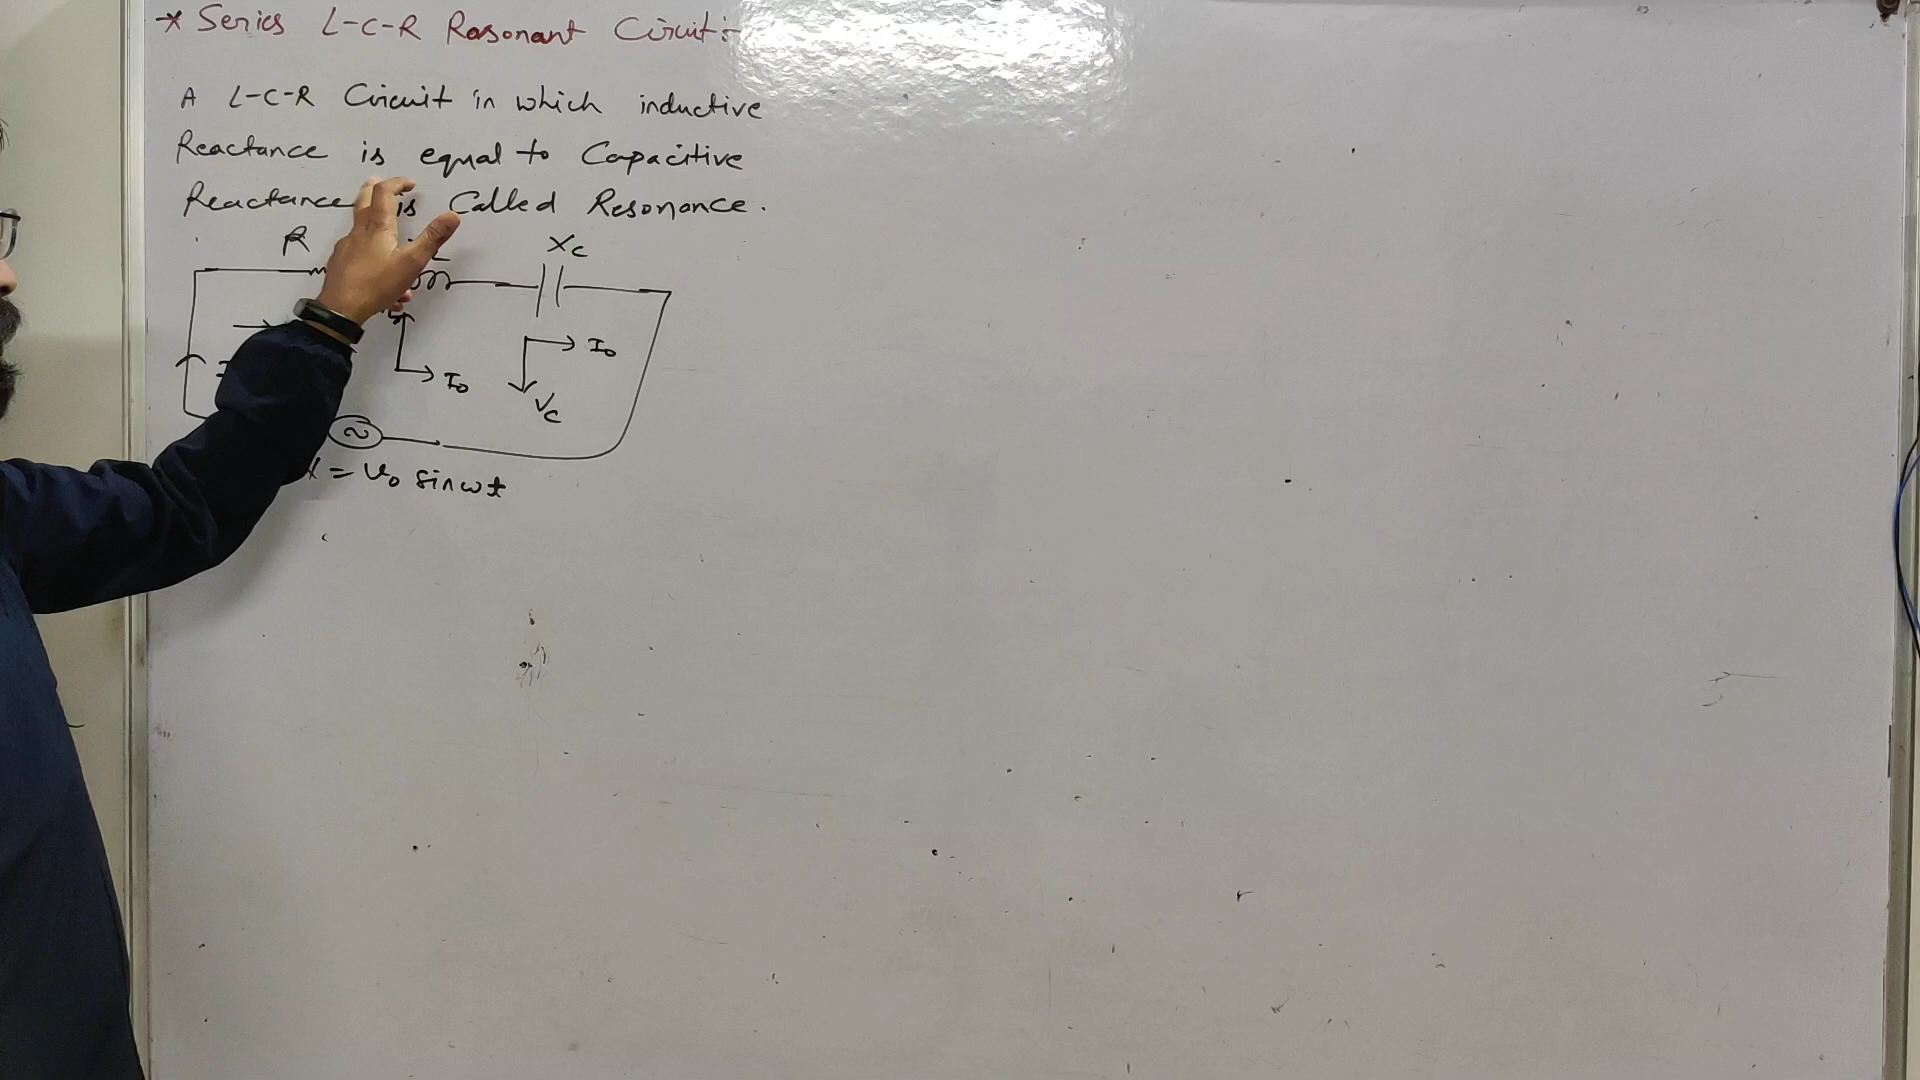 * Series L-C-R Rasonant Circuit:-
A L-C-R Circuit in which inductive
Reactance is equal to Capacitive
Reactance is Called Resonance.
R L Xc
I₀
I₀
Vc
= v₀ sinωt